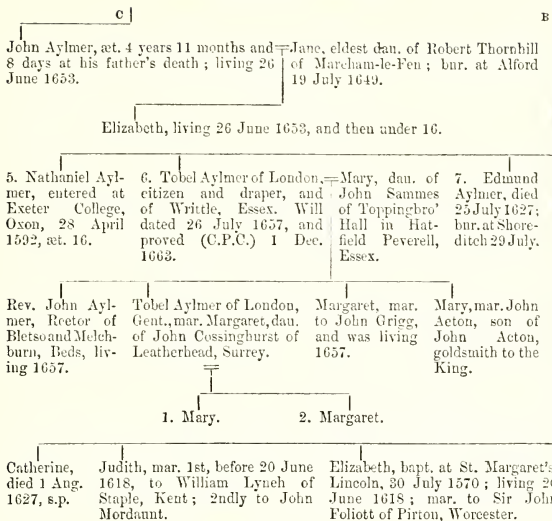 C B
John Aylmer, æt. 4 years 11 months and
8 days at his father's death ; living 26
June 1653.
Jane, eldest dau. of Robert Thornhill
of Marcham-le-Fen ; bur. at Alford
19 July 1649.
Elizabeth, living 26 June 1653, and then under 16.
5. Nathaniel Ayl-
mer, entered at
Exeter College,
Oxon, 28 April
1592, æt. 16.
6. Tobel Aylmer of London,
citizen and draper, and
of Writtle, Essex. Will
dated 26 July 1657, and
proved (C.P.C.) 1 Dec.
1663.
Mary, dau. of
John Sammes
of Toppingbro'
Hall in Hat-
field Peverell,
Essex.
7. Edmund
Aylmer, died
25 July 1627;
bur. at Shore-
ditch 29 July.
Rev. John Ayl-
mer, Rector of
Bletso and Melch-
burn, Beds, liv-
ing 1657.
Tobel Aylmer of London,
Gent., mar. Margaret, dau.
of John Cossinghurst of
Leatherhead, Surrey.
Margaret, mar.
to John Grigg,
and was living
1657.
Mary, mar. John
Acton, son of
John Acton,
goldsmith to the
King.
1. Mary.
2. Margaret.
Catherine,
died 1 Aug.
1627, s.p.
Judith, mar. 1st, before 20 June
1618, to William Lynch of
Staple, Kent ; 2ndly to John
Mordaunt.
Elizabeth, bapt. at St. Margaret's
Lincoln, 30 July 1570 ; living 20
June 1618 ; mar. to Sir John
Foliott of Pirton, Worcester.